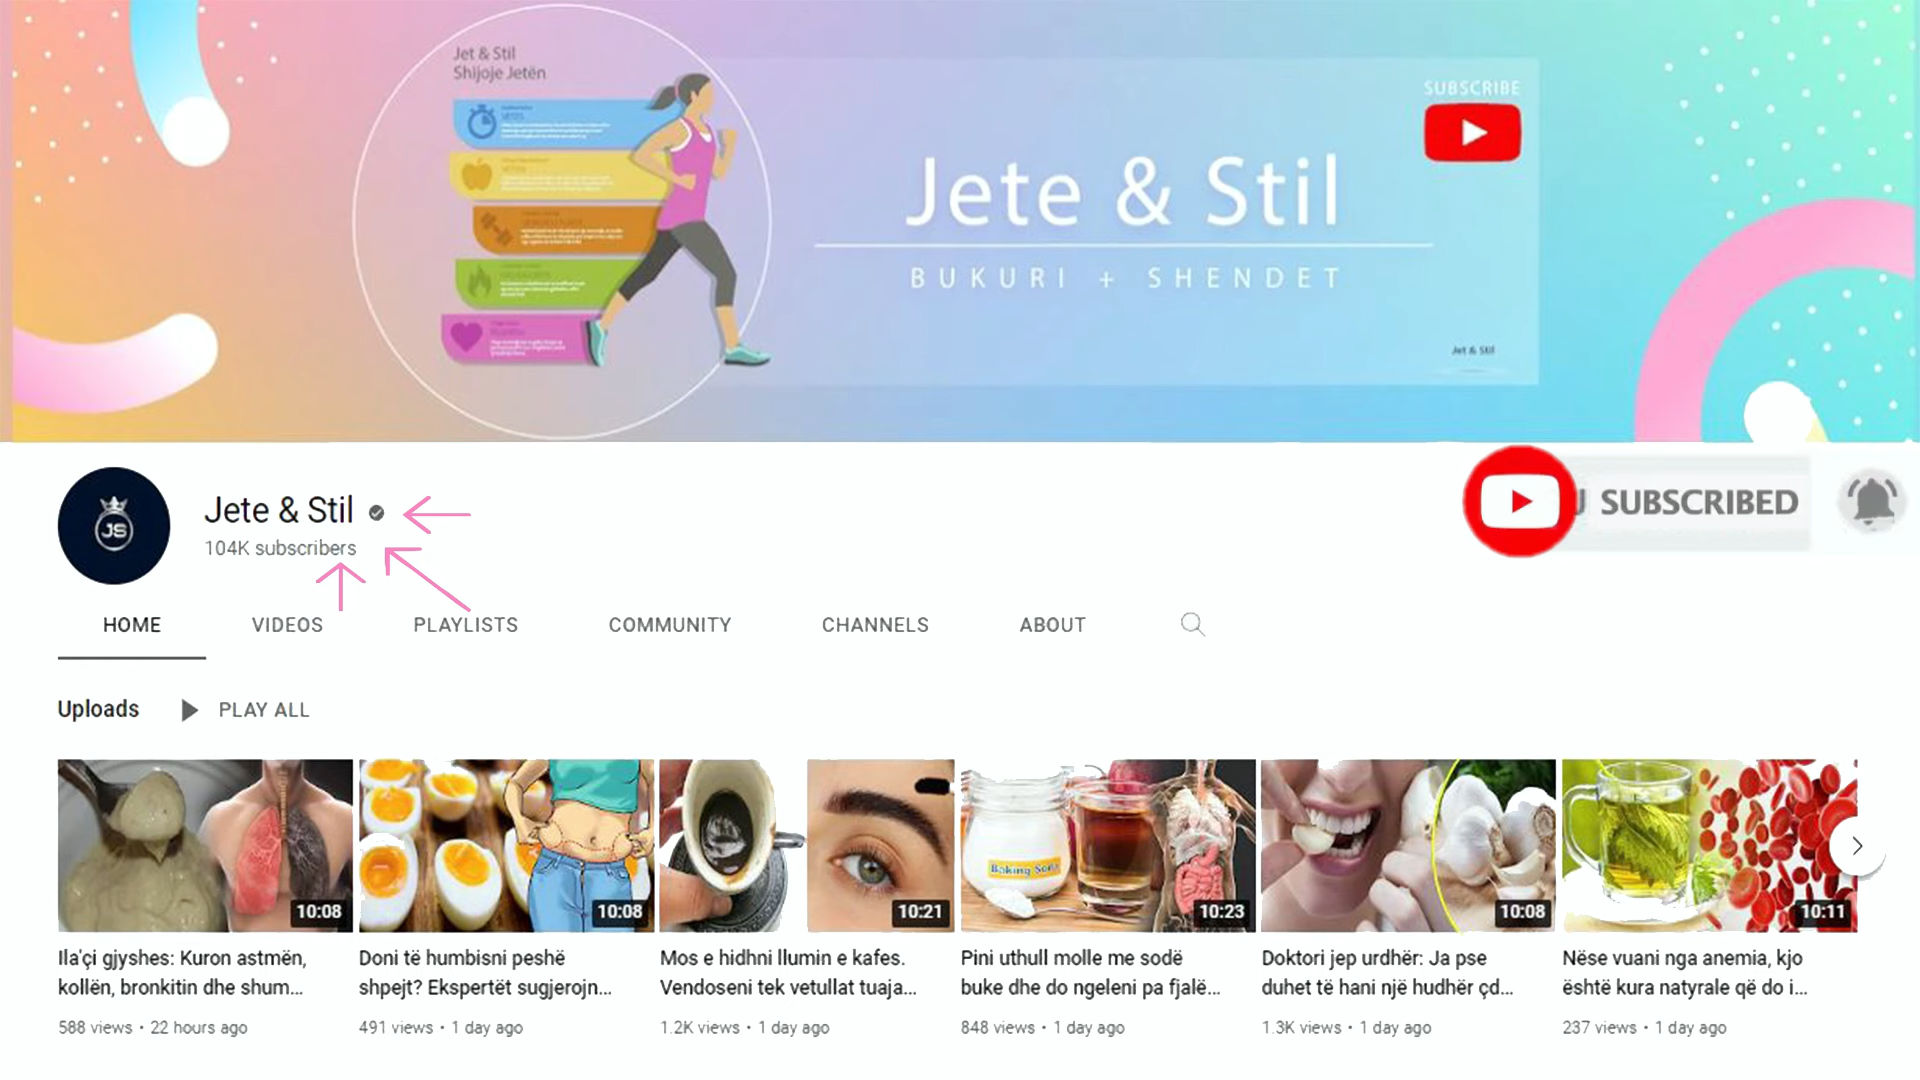 Jet & Stil
Shijoje Jetën
SUBSCRIBE
Jete & Stil
BUKURI + SHENDET
Jet & Stil
JS
Jete & Stil
104K subscribers
SUBSCRIBED
HOME VIDEOS PLAYLISTS COMMUNITY CHANNELS ABOUT
Uploads PLAY ALL
Baking Soda
10:08 10:08 10:21 10:23 10:08 10:11
Ila'çi gjyshes: Kuron astmën,
kollën, bronkitin dhe shum...
588 views • 22 hours ago
Doni të humbisni peshë
shpejt? Ekspertët sugjerojn...
491 views • 1 day ago
Mos e hidhni llumin e kafes.
Vendoseni tek vetullat tuaja...
1.2K views • 1 day ago
Pini uthull molle me sodë
buke dhe do ngeleni pa fjalë...
848 views • 1 day ago
Doktori jep urdhër: Ja pse
duhet të hani një hudhër çd...
1.3K views • 1 day ago
Nëse vuani nga anemia, kjo
është kura natyrale që do i...
237 views • 1 day ago